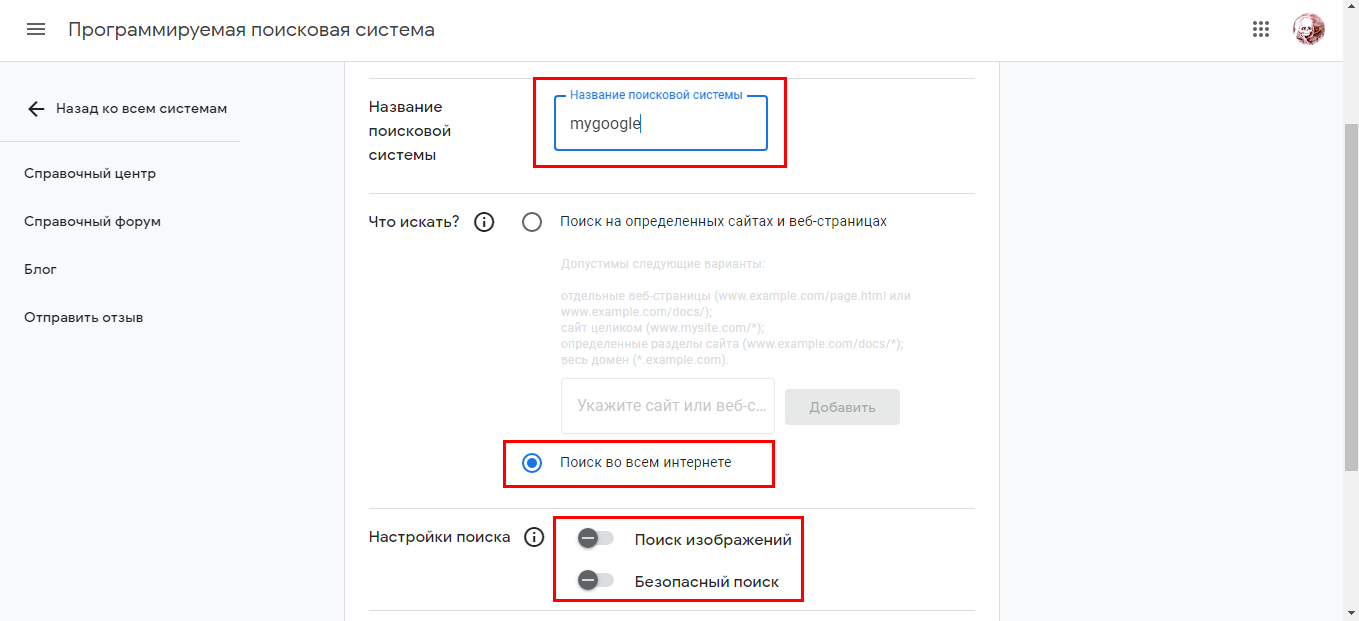 Программируемая поисковая система
Назад ко всем системам
Справочный центр
Справочный форум
Блог
Отправить отзыв
Название
поисковой
системы
Название поисковой системы
mygoogle
Что искать?
Поиск на определенных сайтах и веб-страницах
Допустимы следующие варианты:
отдельные веб-страницы (www.example.com/page.html или
www.example.com/docs/);
сайт целиком (www.mysite.com/*);
определенные разделы сайта (www.example.com/docs/*);
весь домен (*.example.com).
Укажите сайт или веб-с...
Добавить
Поиск во всем интернете
Настройки поиска
Поиск изображений
Безопасный поиск